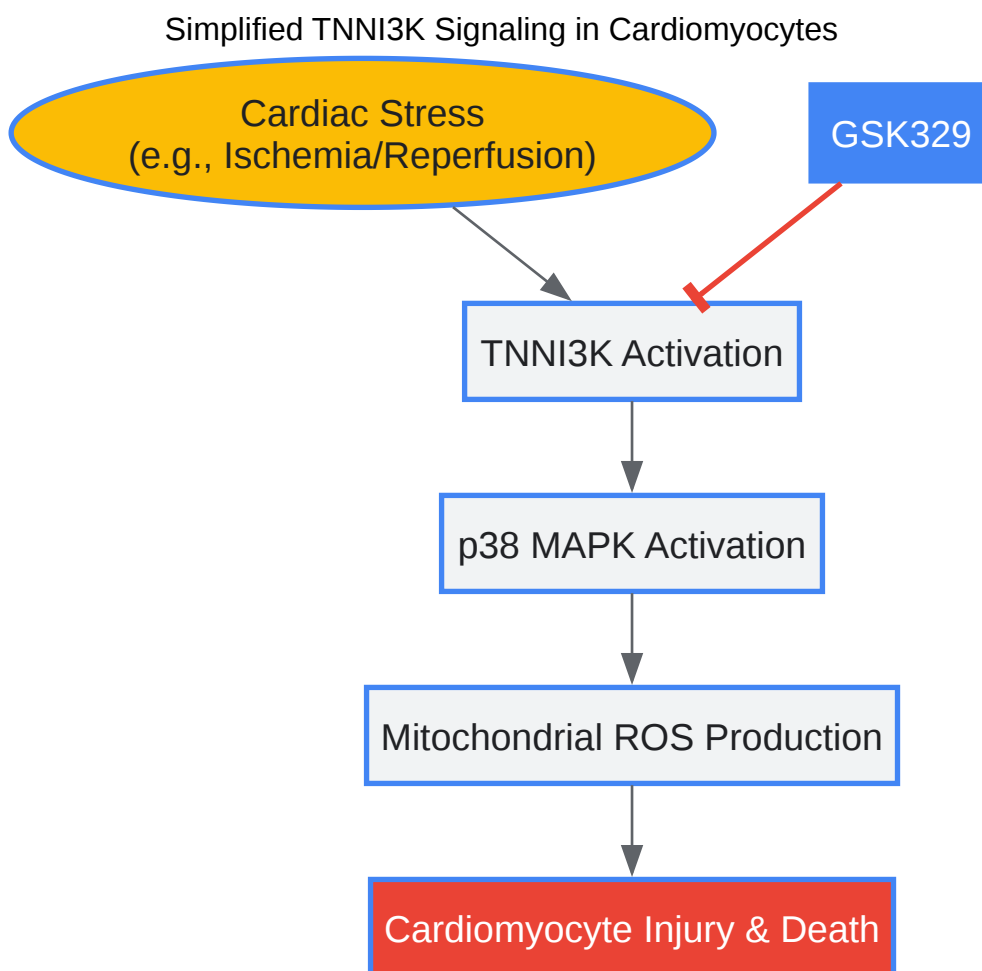 Simplified TNNI3K Signaling in Cardiomyocytes
Cardiac Stress
(e.g., Ischemia/Reperfusion)
GSK329
TNNI3K Activation
p38 MAPK Activation
Mitochondrial ROS Production
Cardiomyocyte Injury & Death